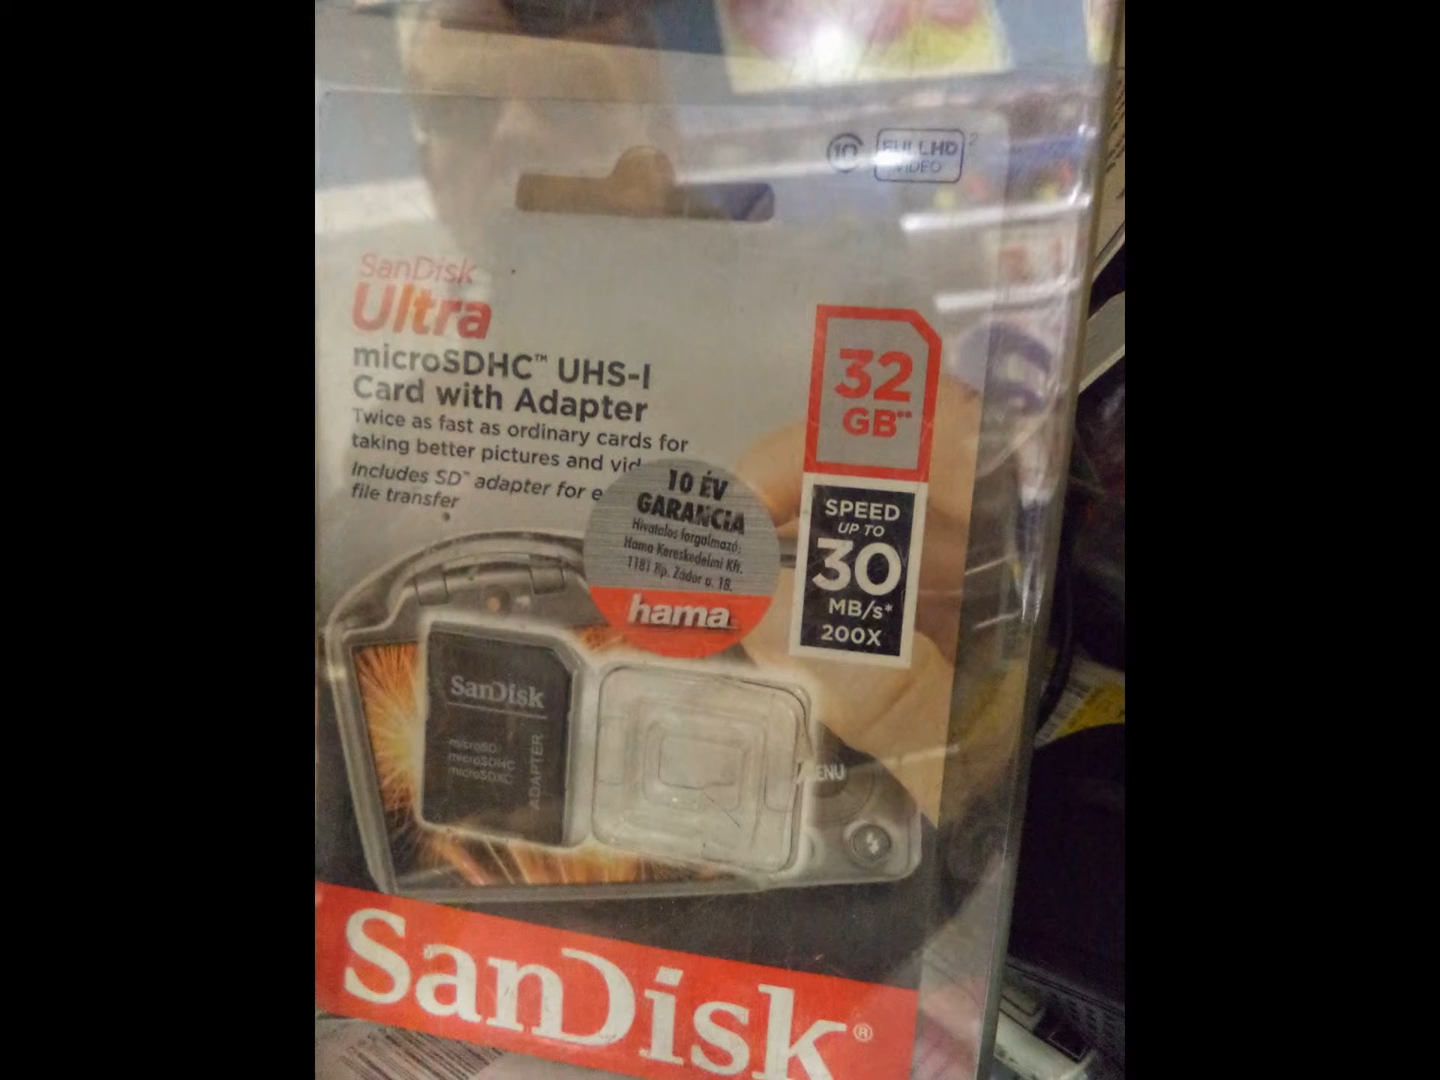 10
FULL HD
VIDEO
SanDisk
Ultra
microSDHC™ UHS-I
Card with Adapter
Twice as fast as ordinary cards for
taking better pictures and vid
Includes SD™ adapter for e
file transfer
32
GB**
SPEED
UP TO
30
MB/s*
200X
10 ÉV
GARANCIA
Hivatalos forgalmazó:
Hama Kereskedelmi Kft.
1181 Bp. Zádor u. 18.
hama
SanDisk
microSD
microSDHC
microSDXC
ADAPTER
ENU
SanDisk®